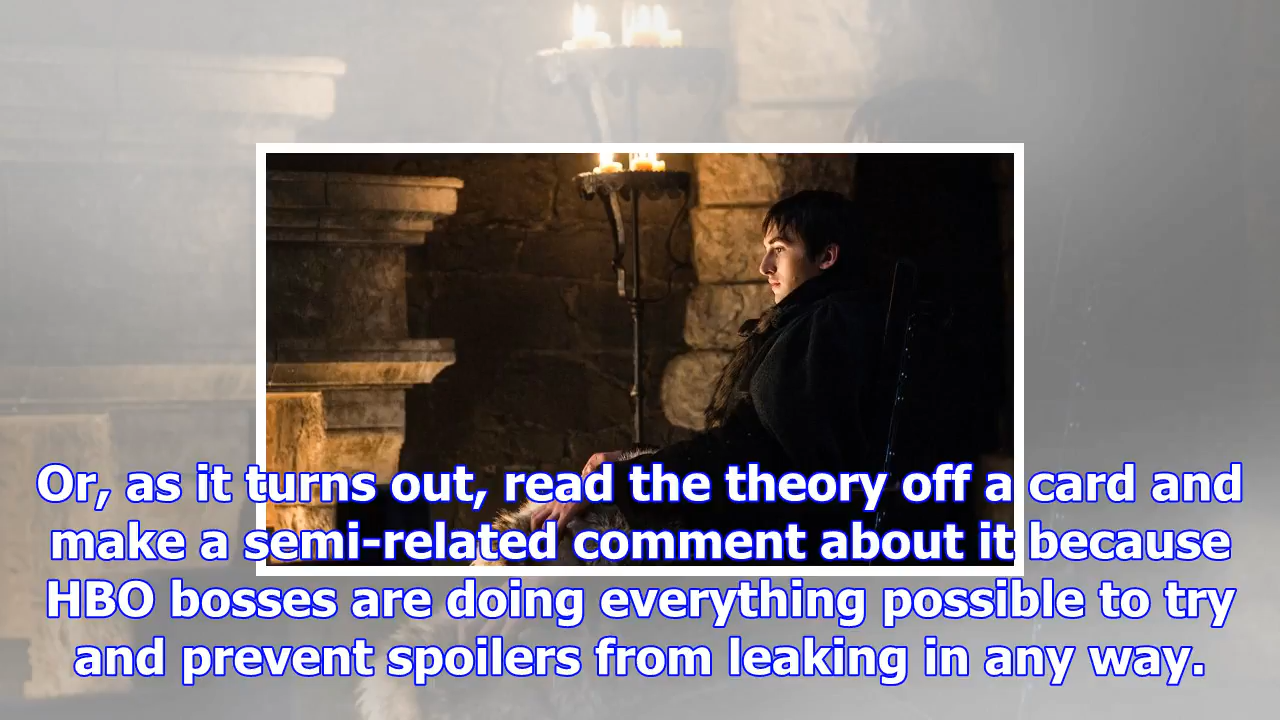 Or, as it turns out, read the theory off a card and
make a semi-related comment about it because
HBO bosses are doing everything possible to try
and prevent spoilers from leaking in any way.